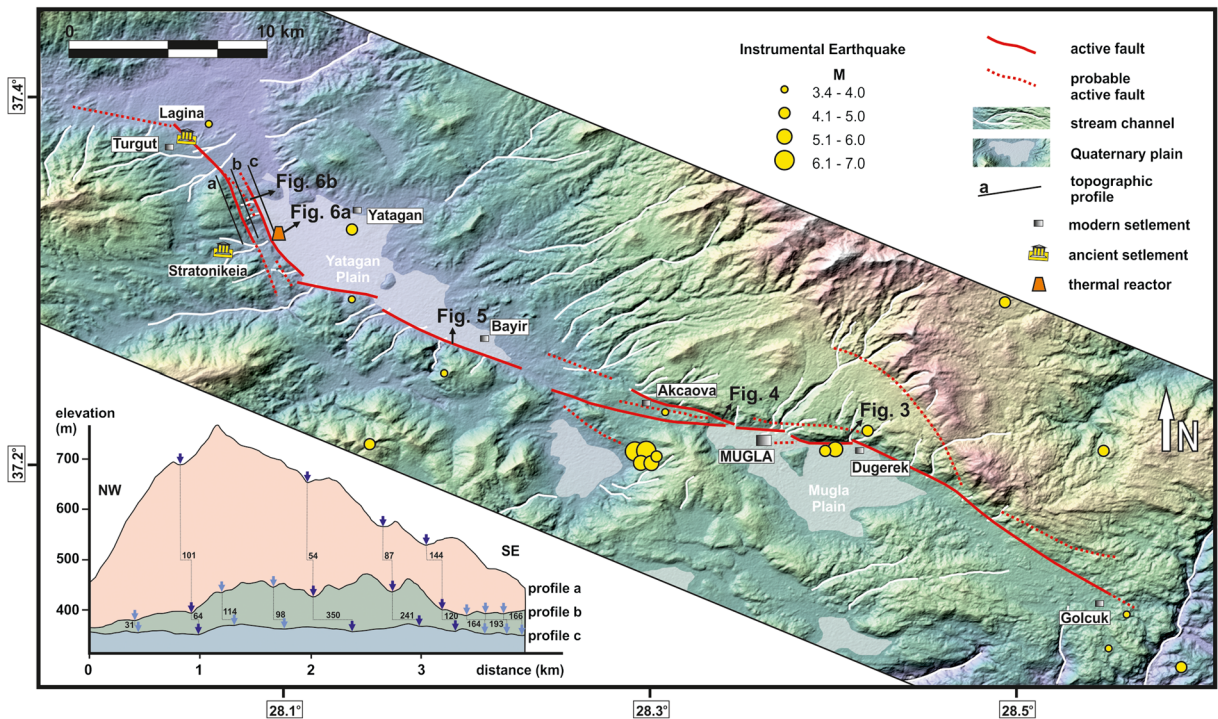 0 10 km
37.4°
37.2°
28.1°
28.3°
28.5°
Lagina
Turgut
a
b
c
Fig. 6b
Fig. 6a
Yatagan
Stratonikeia
Yatagan
Plain
Fig. 5
Bayir
Akcaova
Fig. 4
Fig. 3
MUGLA
Dugerek
Mugla
Plain
Golcuk
N
Instrumental Earthquake
M
3.4 - 4.0
4.1 - 5.0
5.1 - 6.0
6.1 - 7.0
active fault
probable
active fault
stream channel
Quaternary plain
a
topographic
profile
modern setlement
ancient setlement
thermal reactor
elevation
(m)
700
600
500
400
NW
SE
101
54
87
144
31
64
114
98
350
241
120
164
193
166
profile a
profile b
profile c
0 1 2 3 distance (km)